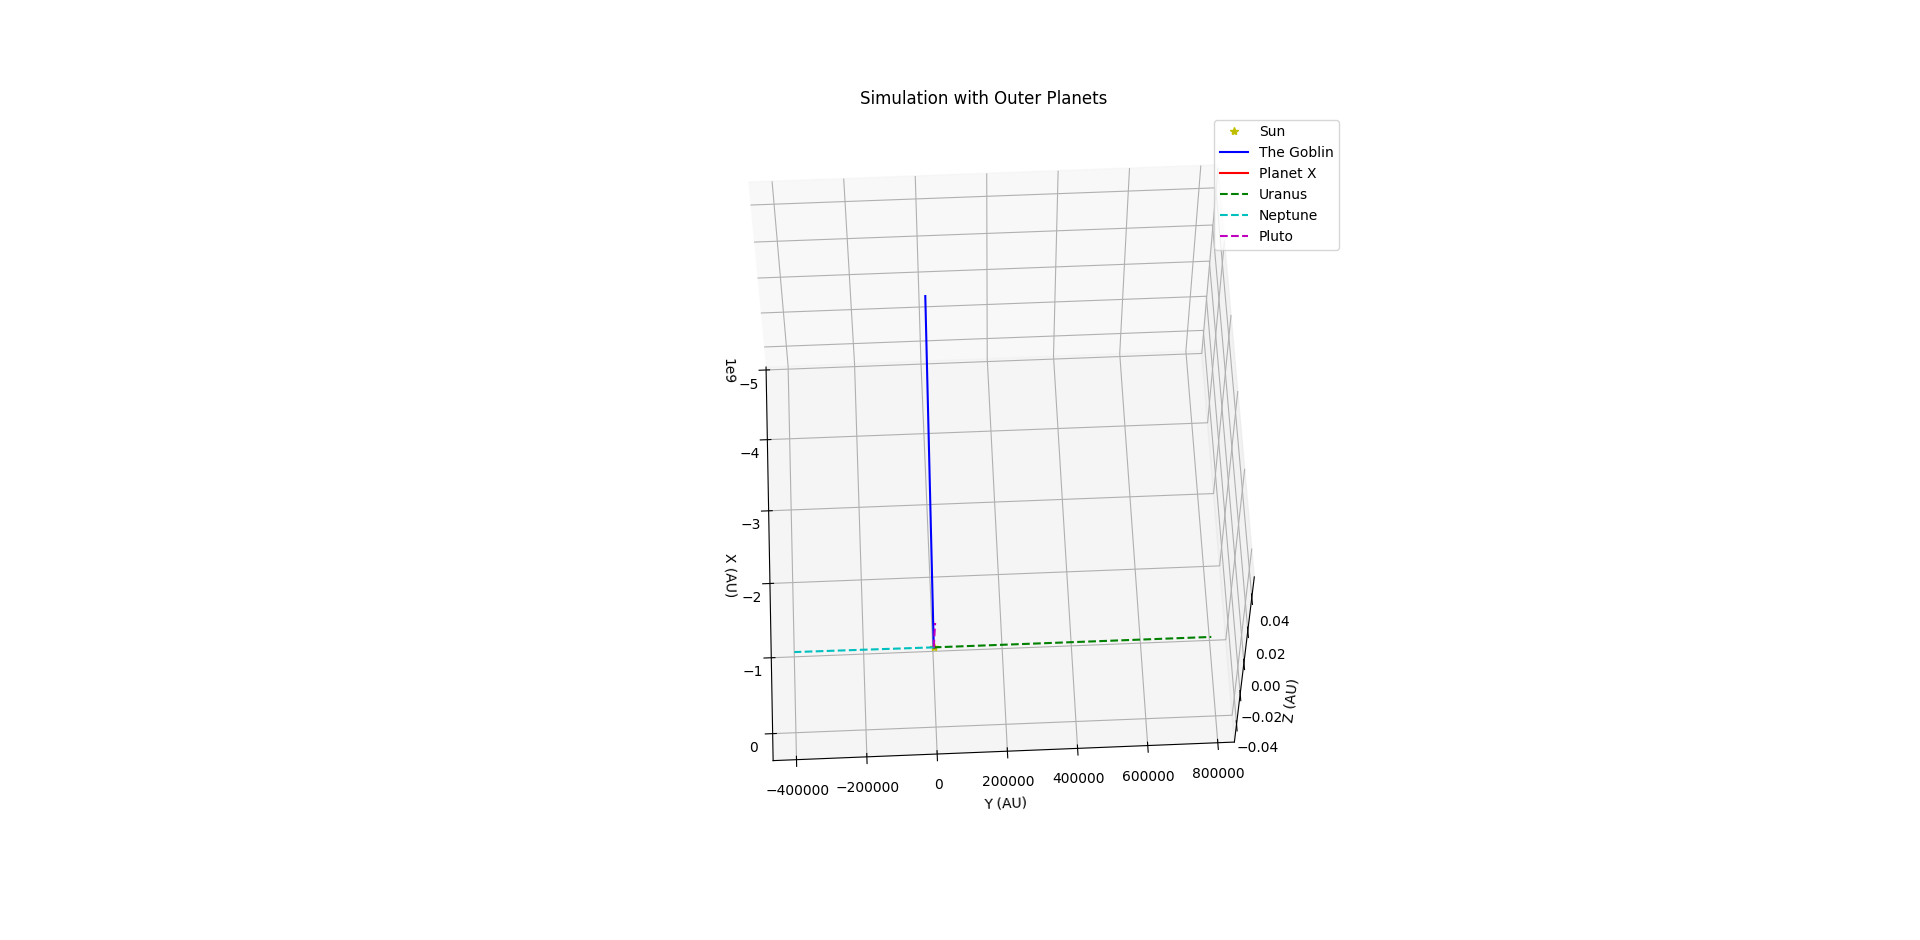 Simulation with Outer Planets
Sun
The Goblin
Planet X
Uranus
Neptune
Pluto
1e9
−5
−4
−3
−2
−1
0
X (AU)
−400000
−200000
0
200000
400000
600000
800000
Y (AU)
0.04
0.02
0.00
−0.02
−0.04
Z (AU)